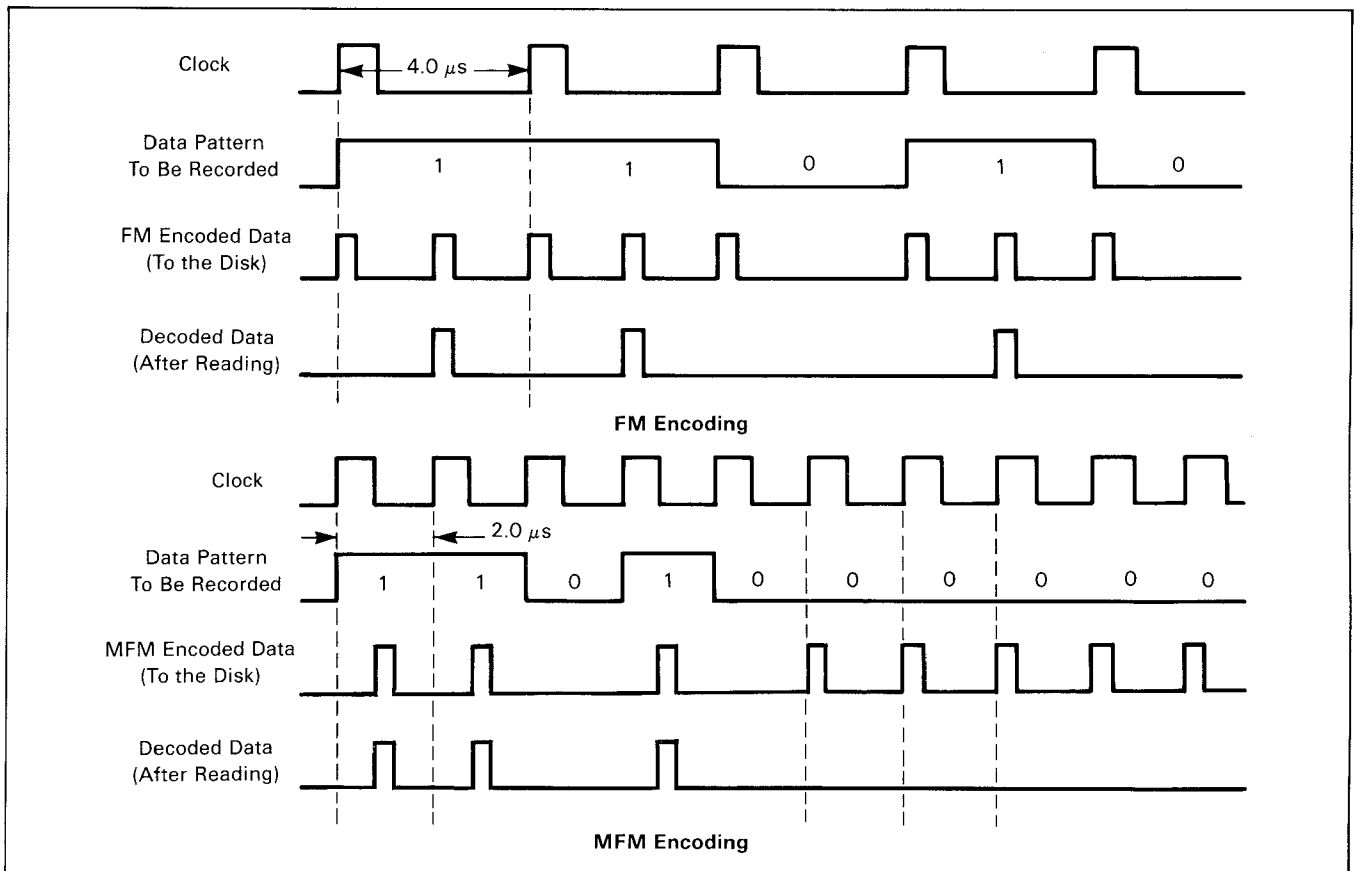 Clock
4.0 μs
Data Pattern
To Be Recorded
1 1 0 1 0
FM Encoded Data
(To the Disk)
Decoded Data
(After Reading)
FM Encoding
Clock
2.0 μs
Data Pattern
To Be Recorded
1 1 0 1 0 0 0 0 0 0
MFM Encoded Data
(To the Disk)
Decoded Data
(After Reading)
MFM Encoding